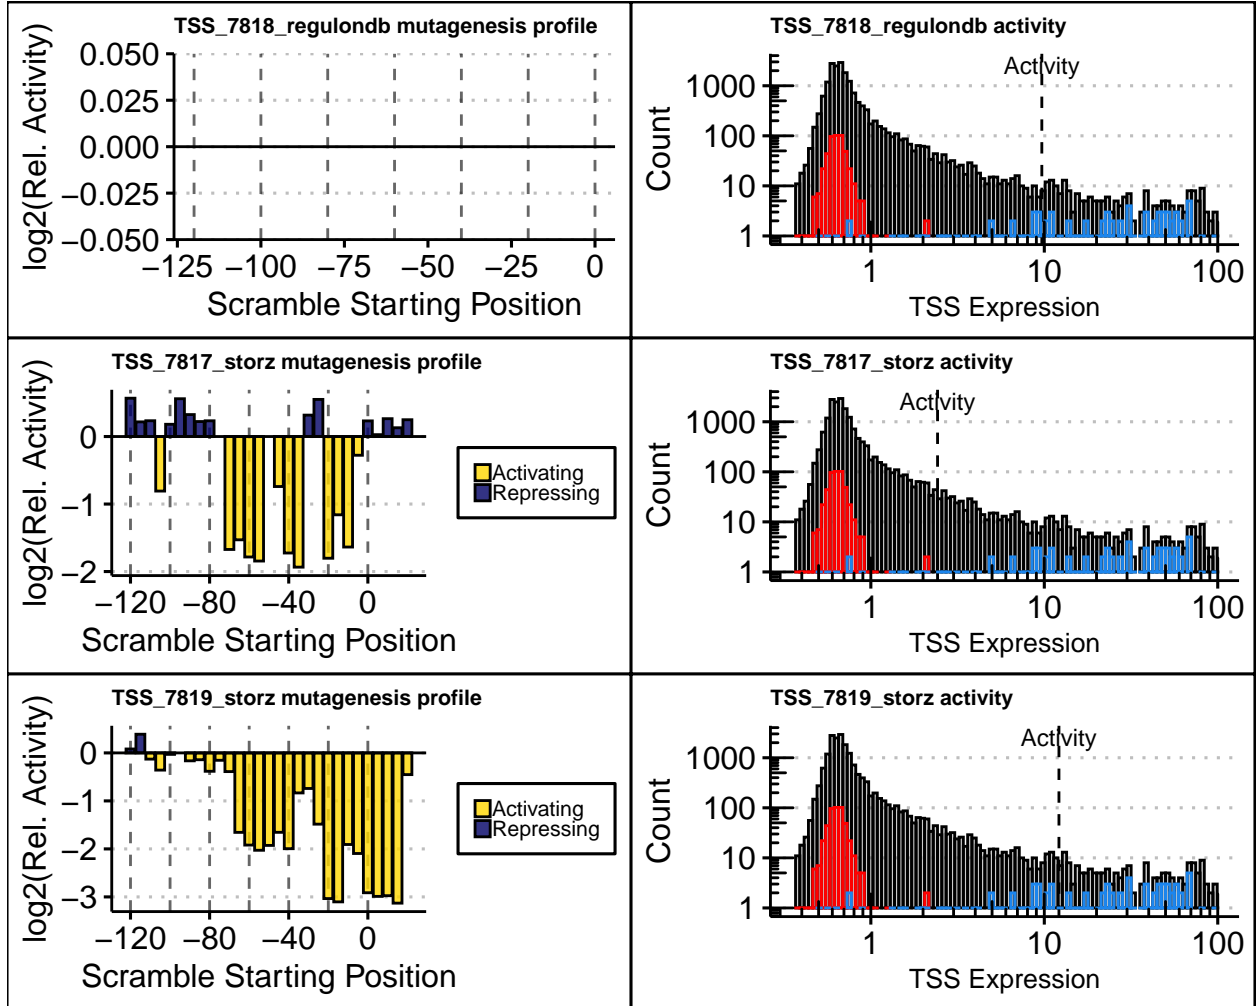 TSS_7818_regulondb mutagenesis profile
log2(Rel. Activity)
0.050
0.025
0.000
−0.025
−0.050
−125 −100 −75 −50 −25 0
Scramble Starting Position
TSS_7818_regulondb activity
Activity
Count
1000
100
10
1
1 10 100
TSS Expression
TSS_7817_storz mutagenesis profile
log2(Rel. Activity)
0
−1
−2
−120 −80 −40 0
Scramble Starting Position
Activating
Repressing
TSS_7817_storz activity
Activity
Count
1000
100
10
1
1 10 100
TSS Expression
TSS_7819_storz mutagenesis profile
log2(Rel. Activity)
0
−1
−2
−3
−120 −80 −40 0
Scramble Starting Position
Activating
Repressing
TSS_7819_storz activity
Activity
Count
1000
100
10
1
1 10 100
TSS Expression